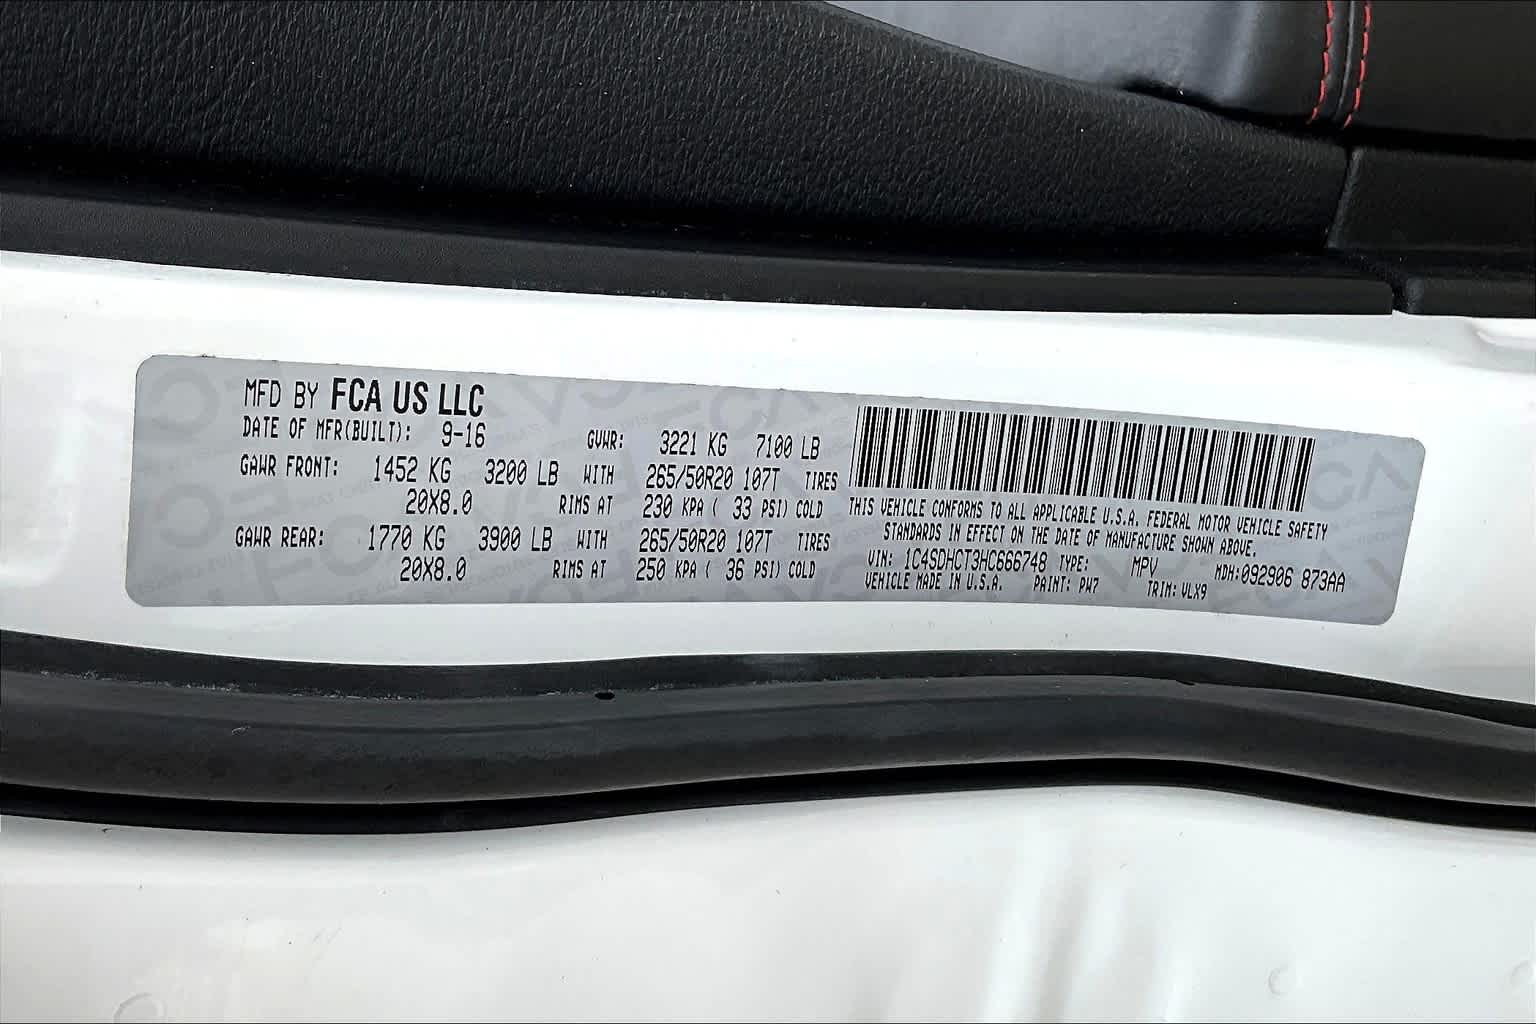 MFD BY FCA US LLC
DATE OF MFR(BUILT): 9-16 GVWR: 3221 KG 7100 LB
GAWR FRONT: 1452 KG 3200 LB WITH 265/50R20 107T TIRES
20X8.0 RIMS AT 230 KPA ( 33 PSI) COLD
GAWR REAR: 1770 KG 3900 LB WITH 265/50R20 107T TIRES
20X8.0 RIMS AT 250 KPA ( 36 PSI) COLD
THIS VEHICLE CONFORMS TO ALL APPLICABLE U.S.A. FEDERAL MOTOR VEHICLE SAFETY
STANDARDS IN EFFECT ON THE DATE OF MANUFACTURE SHOWN ABOVE.
VIN: 1C4SDHCT3HC666748 TYPE: MPV MDH:092906 873AA
VEHICLE MADE IN U.S.A. PAINT: PW7 TRIM: VLX9